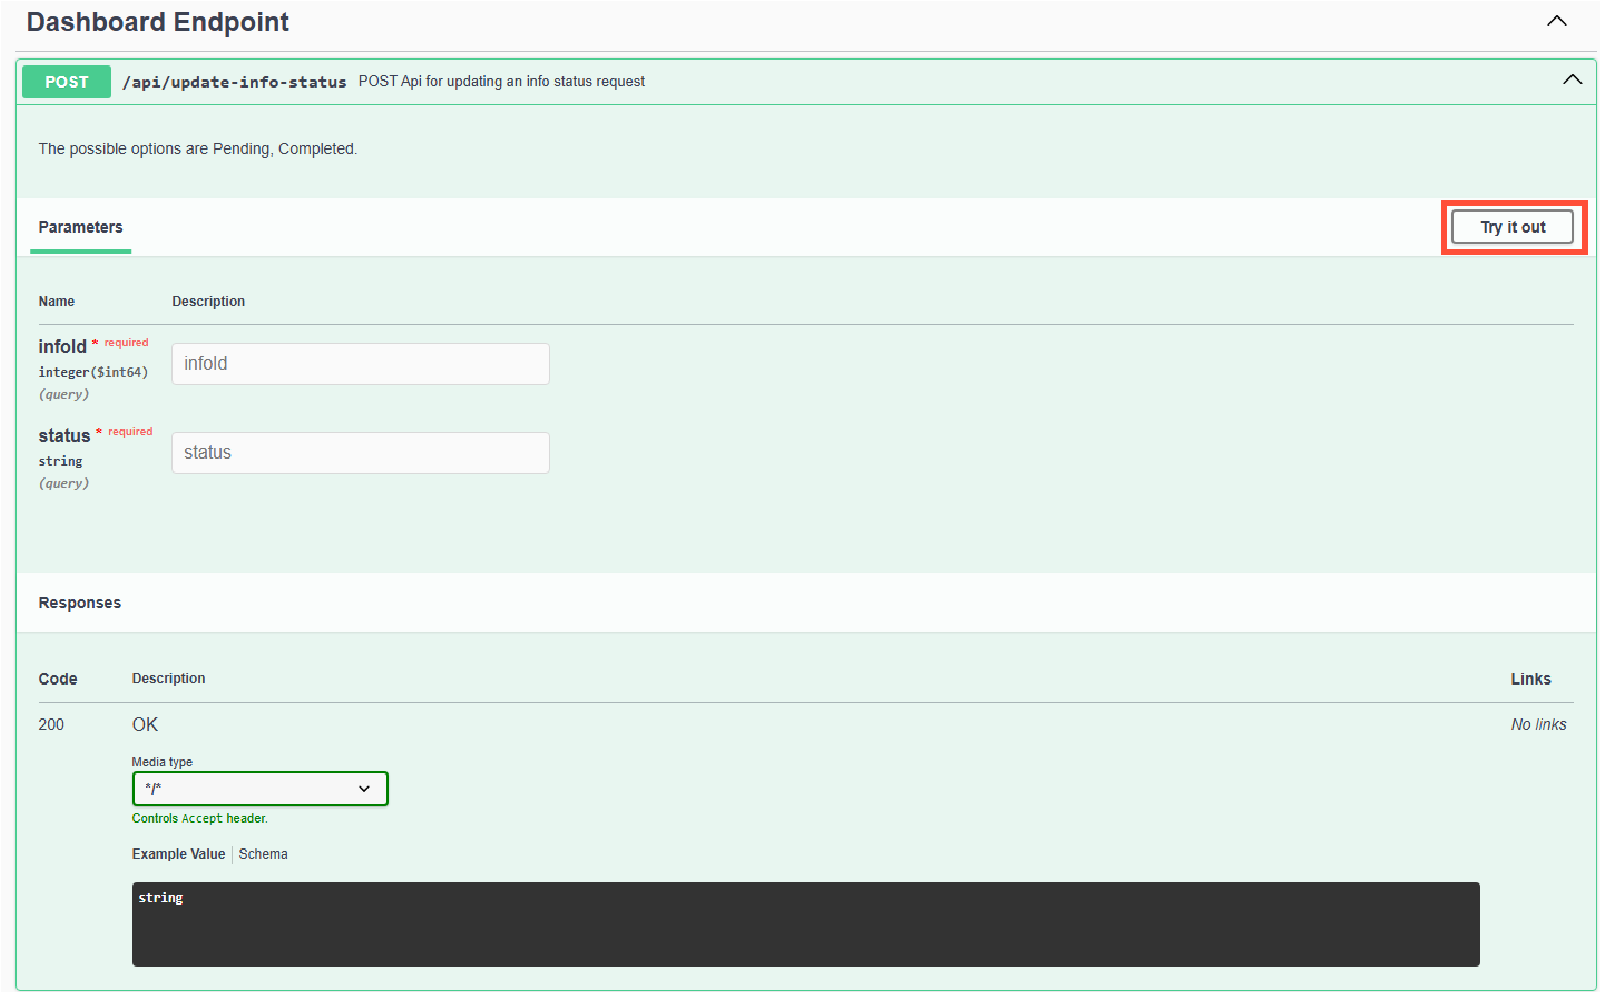 Dashboard Endpoint
POST /api/update-info-status POST Api for updating an info status request
The possible options are Pending, Completed.
Parameters
Try it out
Name Description
infoId * required
integer($int64)
(query)
infoId
status * required
string
(query)
status
Responses
Code Description Links
200 OK No links
Media type
*/*
Controls Accept header.
Example Value Schema
string